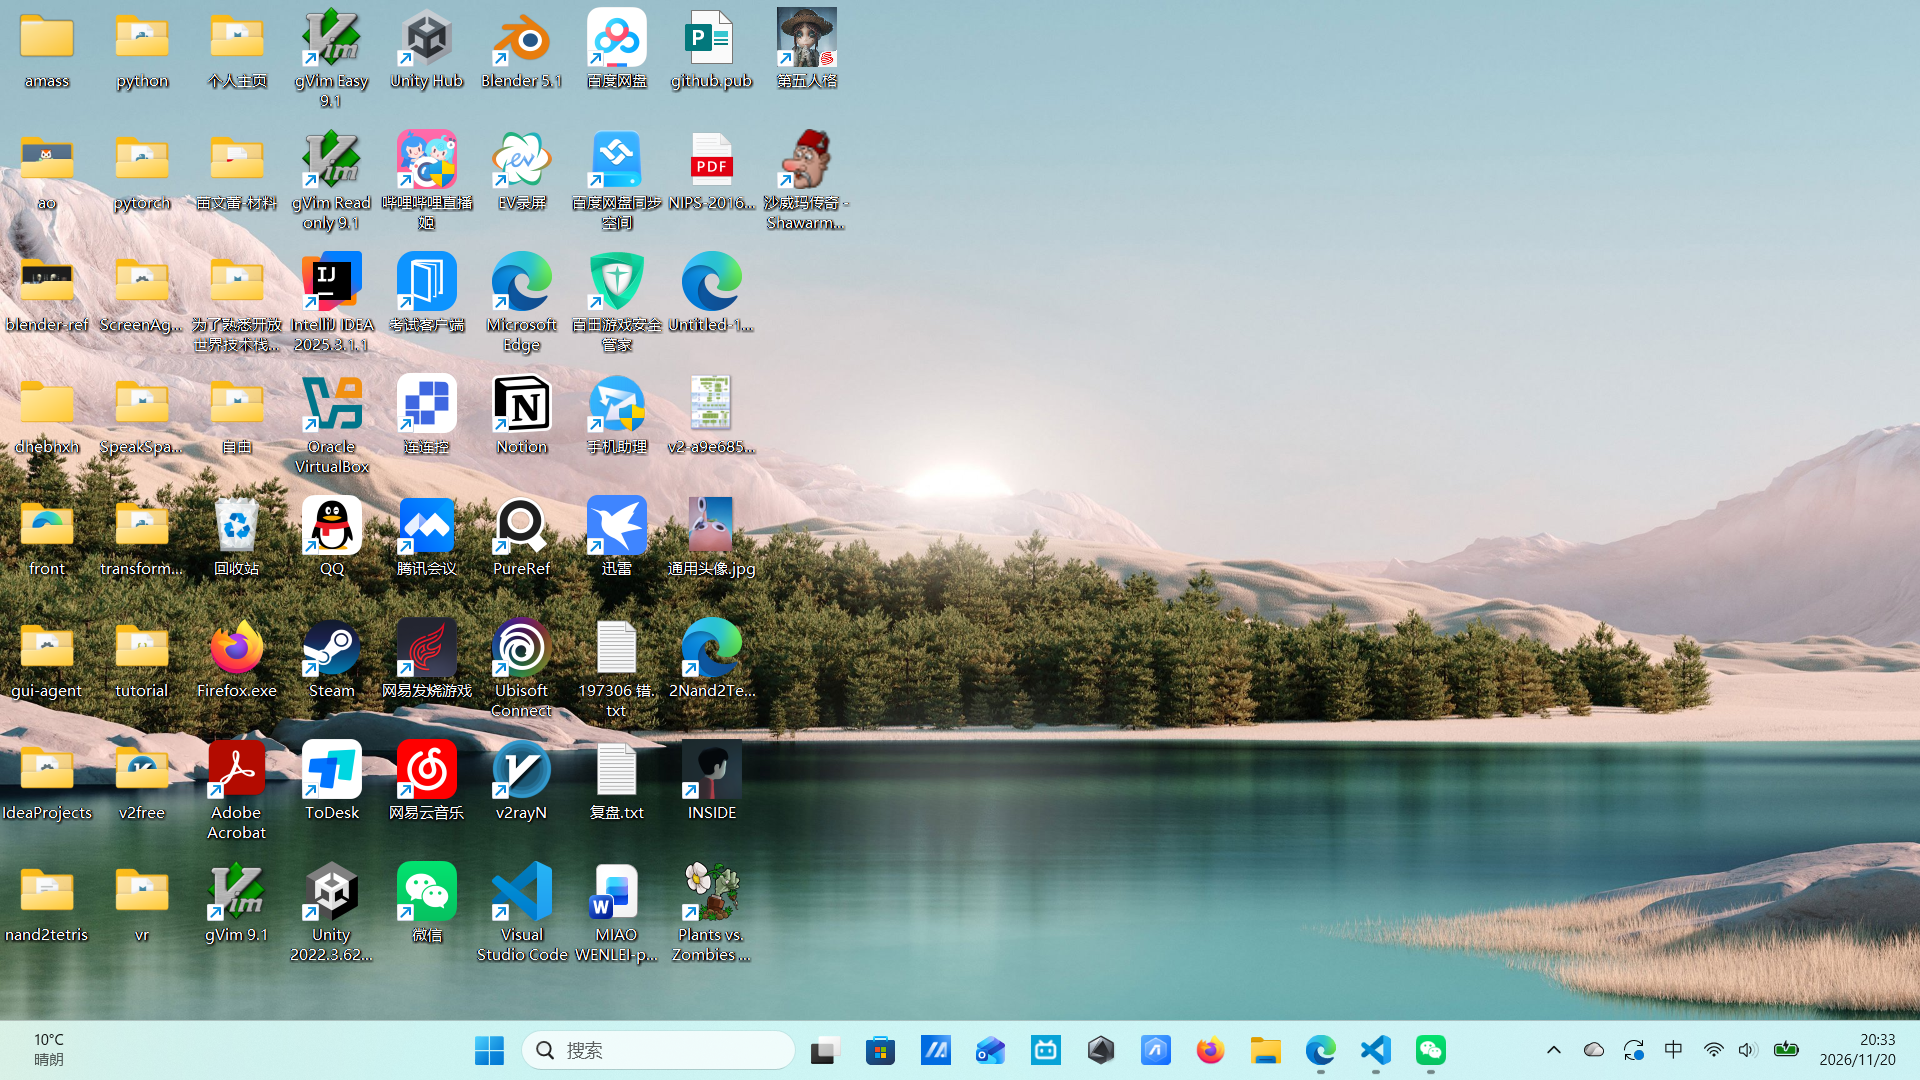 amass
python
个人主页
gVim Easy
9.1
Unity Hub
Blender 5.1
百度网盘
github.pub
第五人格
ao
pytorch
苗文蕾-材料
gVim Read
only 9.1
哔哩哔哩直播
姬
EV录屏
百度网盘同步
空间
NIPS-2016...
沙威玛传奇 -
Shawarm...
blender-ref
ScreenAg...
为了熟悉开放
世界技术栈...
IntelliJ IDEA
2025.3.1.1
考试客户端
Microsoft
Edge
百田游戏安全
管家
Untitled-1...
dhebhxh
SpeakSpa...
自由
Oracle
VirtualBox
连连控
Notion
手机助理
v2-a9e685...
front
transform...
回收站
QQ
腾讯会议
PureRef
迅雷
通用头像.jpg
gui-agent
tutorial
Firefox.exe
Steam
网易发烧游戏
Ubisoft
Connect
197306 错.
txt
2Nand2Te...
IdeaProjects
v2free
Adobe
Acrobat
ToDesk
网易云音乐
v2rayN
复盘.txt
INSIDE
nand2tetris
vr
gVim 9.1
Unity
2022.3.62...
微信
Visual
Studio Code
MIAO
WENLEI-p...
Plants vs.
Zombies ...
10°C
晴朗
搜索
中
20:33
2026/11/20